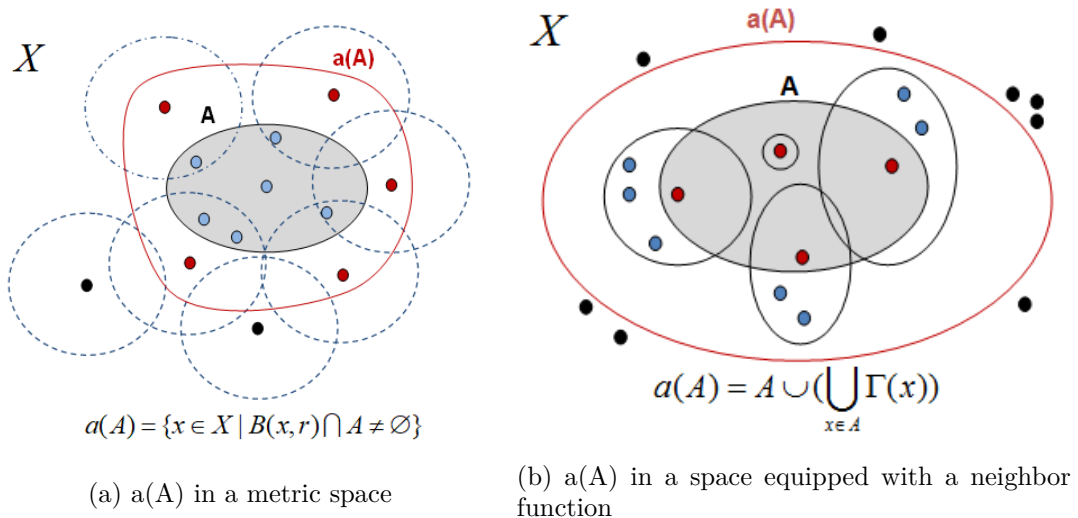 X
a(A)
A
a(A) = {x ∈ X | B(x,r) ⋂ A ≠ ∅}
(a) a(A) in a metric space
X
a(A)
A
a(A) = A ∪ (⋃ Γ(x))
x∈A
(b) a(A) in a space equipped with a neighbor
function